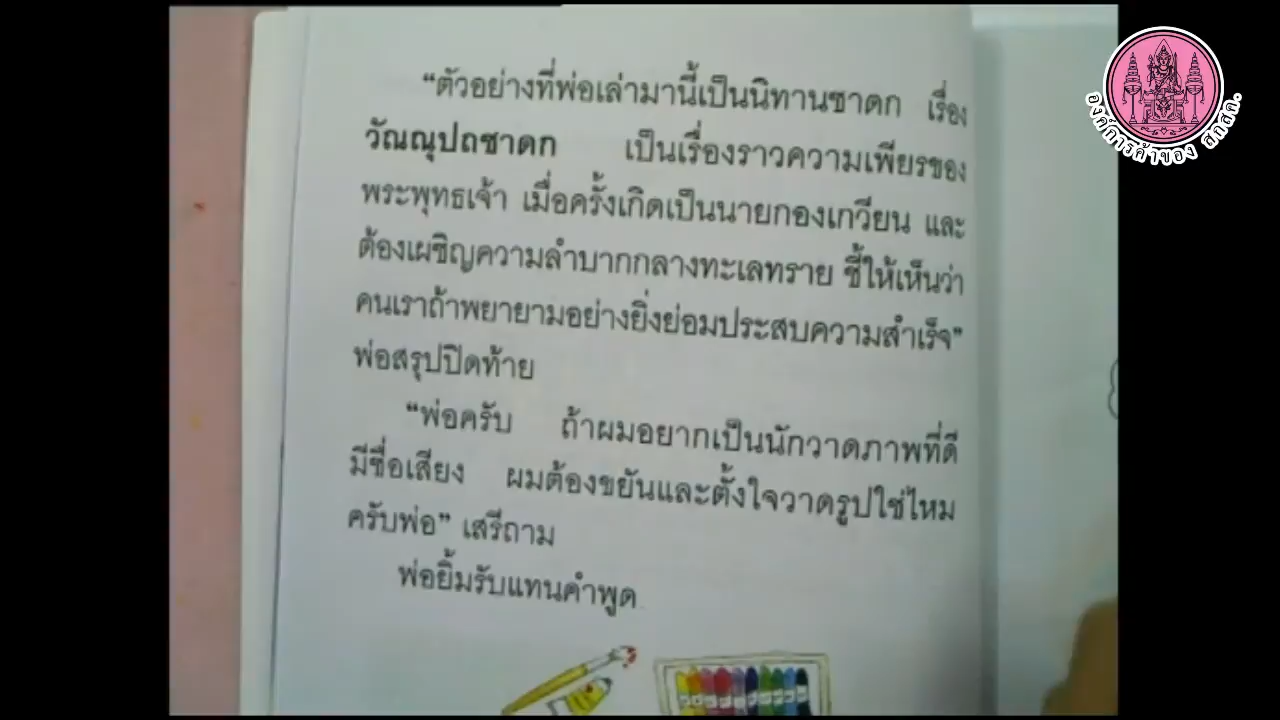 “ตัวอย่างที่พ่อเล่ามานี้เป็นนิทานชาดก เรื่อง
วัณณุปถชาดก เป็นเรื่องราวความเพียรของ
พระพุทธเจ้า เมื่อครั้งเกิดเป็นนายกองเกวียน และ
ต้องเผชิญความลำบากกลางทะเลทราย ชี้ให้เห็นว่า
คนเราถ้าพยายามอย่างยิ่งย่อมประสบความสำเร็จ”
พ่อสรุปปิดท้าย
“พ่อครับ ถ้าผมอยากเป็นนักวาดภาพที่ดี
มีชื่อเสียง ผมต้องขยันและตั้งใจวาดรูปใช่ไหม
ครับพ่อ” เสรีถาม
พ่อยิ้มรับแทนคำพูด
องค์การค้าของ สกสค.